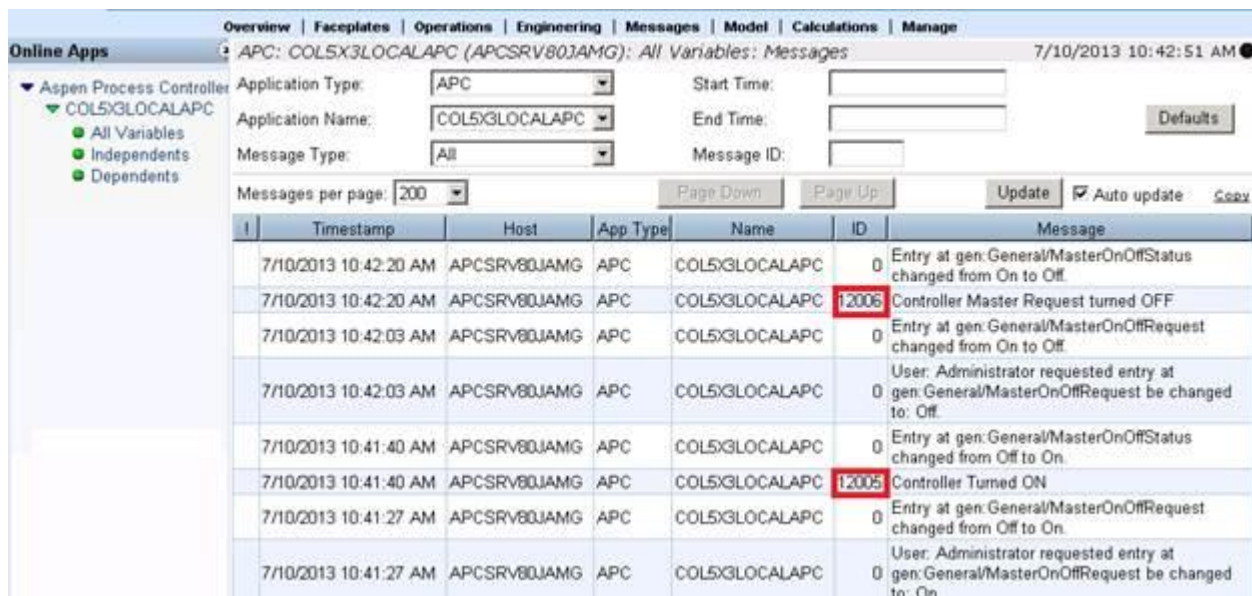 Overview | Faceplates | Operations | Engineering | Messages | Model | Calculations | Manage
Online Apps
APC: COL5X3LOCALAPC (APCSRV80JAMG): All Variables: Messages 7/10/2013 10:42:51 AM
Aspen Process Controller
COL5X3LOCALAPC
All Variables
Independents
Dependents
Application Type: APC Start Time:
Application Name: COL5X3LOCALAPC End Time: Defaults
Message Type: All Message ID:
Messages per page: 200 Page Down Page Up Update Auto update Copy
! Timestamp Host App Type Name ID Message
7/10/2013 10:42:20 AM APCSRV80JAMG APC COL5X3LOCALAPC 0 Entry at gen:General/MasterOnOffStatus
changed from On to Off.
7/10/2013 10:42:20 AM APCSRV80JAMG APC COL5X3LOCALAPC 12006 Controller Master Request turned OFF
7/10/2013 10:42:03 AM APCSRV80JAMG APC COL5X3LOCALAPC 0 Entry at gen:General/MasterOnOffRequest
changed from On to Off.
7/10/2013 10:42:03 AM APCSRV80JAMG APC COL5X3LOCALAPC 0 User: Administrator requested entry at
gen:General/MasterOnOffRequest be changed
to: Off.
7/10/2013 10:41:40 AM APCSRV80JAMG APC COL5X3LOCALAPC 0 Entry at gen:General/MasterOnOffStatus
changed from Off to On.
7/10/2013 10:41:40 AM APCSRV80JAMG APC COL5X3LOCALAPC 12005 Controller Turned ON
7/10/2013 10:41:27 AM APCSRV80JAMG APC COL5X3LOCALAPC 0 Entry at gen:General/MasterOnOffRequest
changed from Off to On.
7/10/2013 10:41:27 AM APCSRV80JAMG APC COL5X3LOCALAPC 0 User: Administrator requested entry at
gen:General/MasterOnOffRequest be changed
to: On